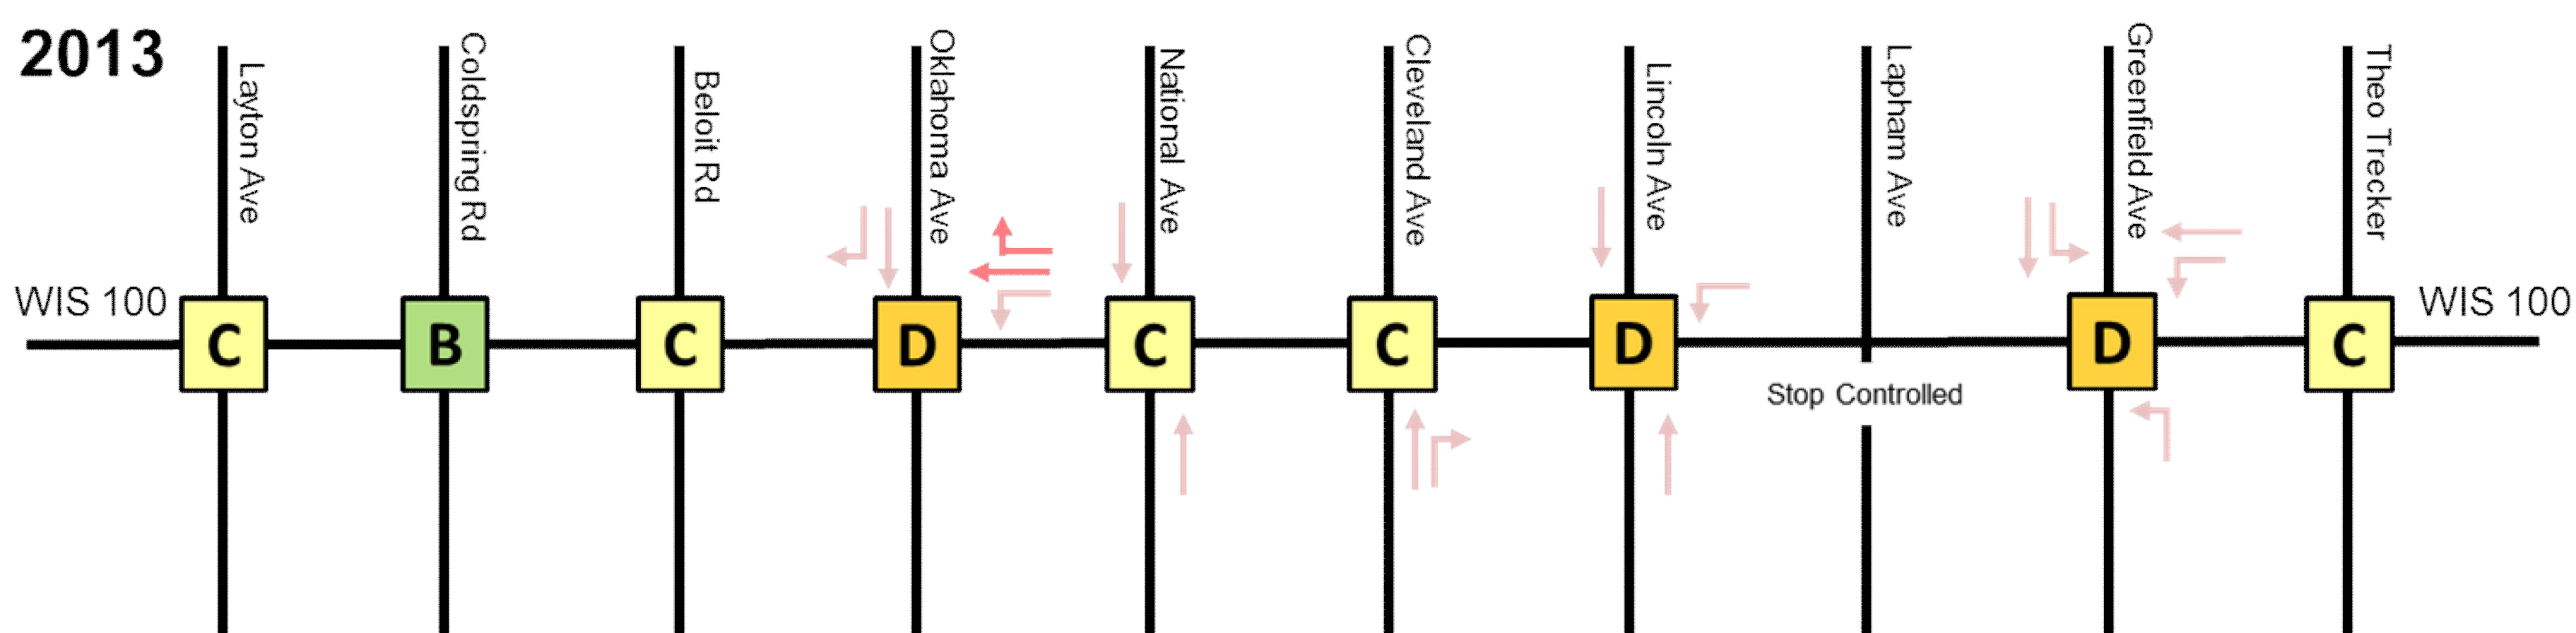 2013
Layton Ave
Coldspring Rd
Beloit Rd
Oklahoma Ave
National Ave
Cleveland Ave
Lincoln Ave
Lapham Ave
Greenfield Ave
Theo Trecker
WIS 100
C
B
C
D
C
C
D
D
C
WIS 100
Stop Controlled